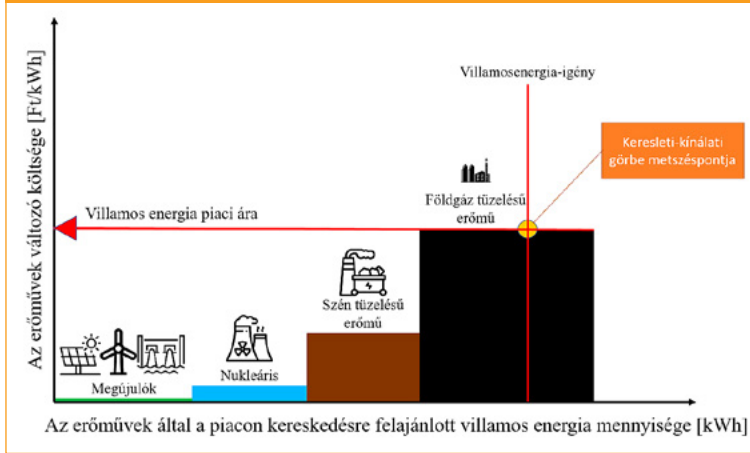 Villamosenergia-igény
Keresleti-kínálati
görbe metszéspontja
Földgáz tüzelésű
erőmű
Villamos energia piaci ára
Szén tüzelésű
erőmű
Nukleáris
Megújulók
Az erőművek változó költsége [Ft/kWh]
Az erőművek által a piacon kereskedésre felajánlott villamos energia mennyisége [kWh]